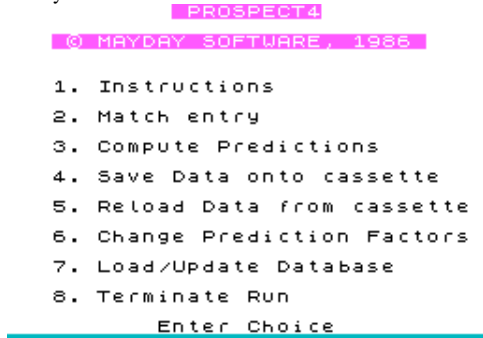 PROSPECT4
© MAYDAY SOFTWARE, 1986
1. Instructions
2. Match entry
3. Compute Predictions
4. Save Data onto cassette
5. Reload Data from cassette
6. Change Prediction Factors
7. Load/Update Database
8. Terminate Run
Enter Choice